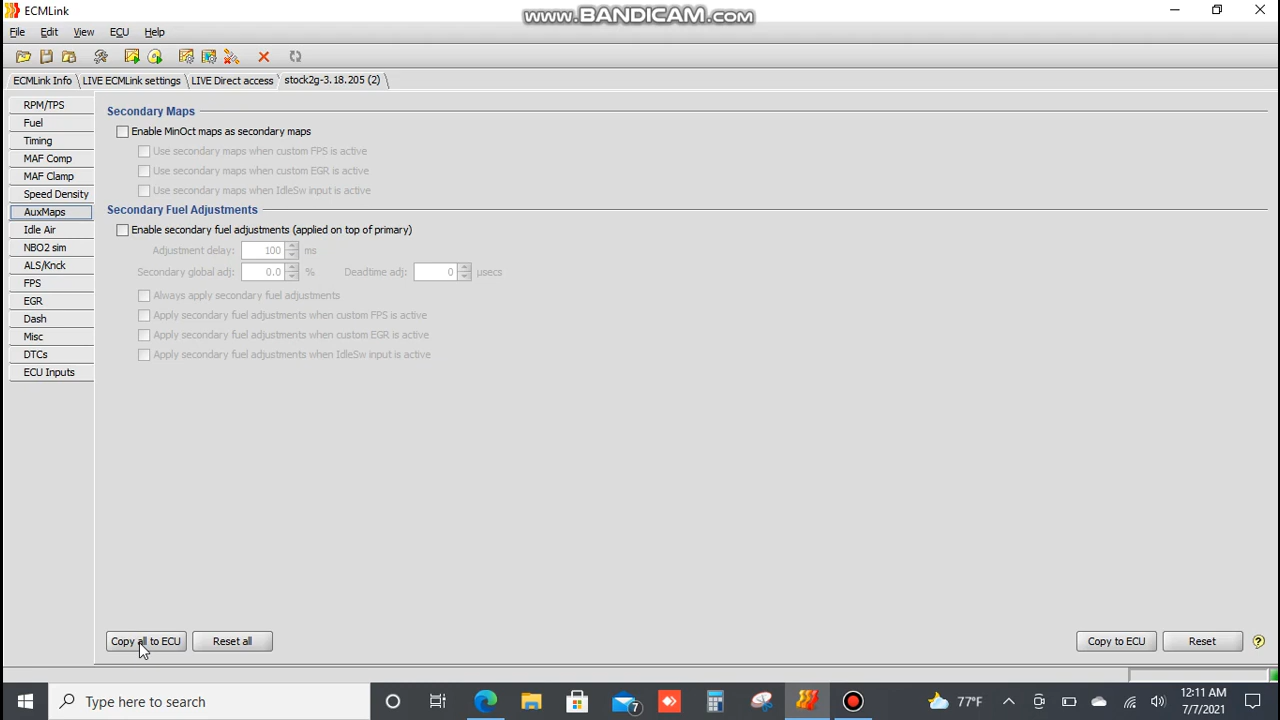 ECMLink
www.BANDICAM.com
File Edit View ECU Help
ECMLink Info LIVE ECMLink settings LIVE Direct access stock2g-3.18.205 (2)
RPM/TPS
Fuel
Timing
MAF Comp
MAF Clamp
Speed Density
AuxMaps
Idle Air
NBO2 sim
ALS/Knck
FPS
EGR
Dash
Misc
DTCs
ECU Inputs
Secondary Maps
Enable MinOct maps as secondary maps
Use secondary maps when custom FPS is active
Use secondary maps when custom EGR is active
Use secondary maps when IdleSw input is active
Secondary Fuel Adjustments
Enable secondary fuel adjustments (applied on top of primary)
Adjustment delay: 100 ms
Secondary global adj: 0.0 % Deadtime adj: 0 µsecs
Always apply secondary fuel adjustments
Apply secondary fuel adjustments when custom FPS is active
Apply secondary fuel adjustments when custom EGR is active
Apply secondary fuel adjustments when IdleSw input is active
Copy all to ECU Reset all Copy to ECU Reset ?
Type here to search 7 77°F 12:11 AM
7/7/2021